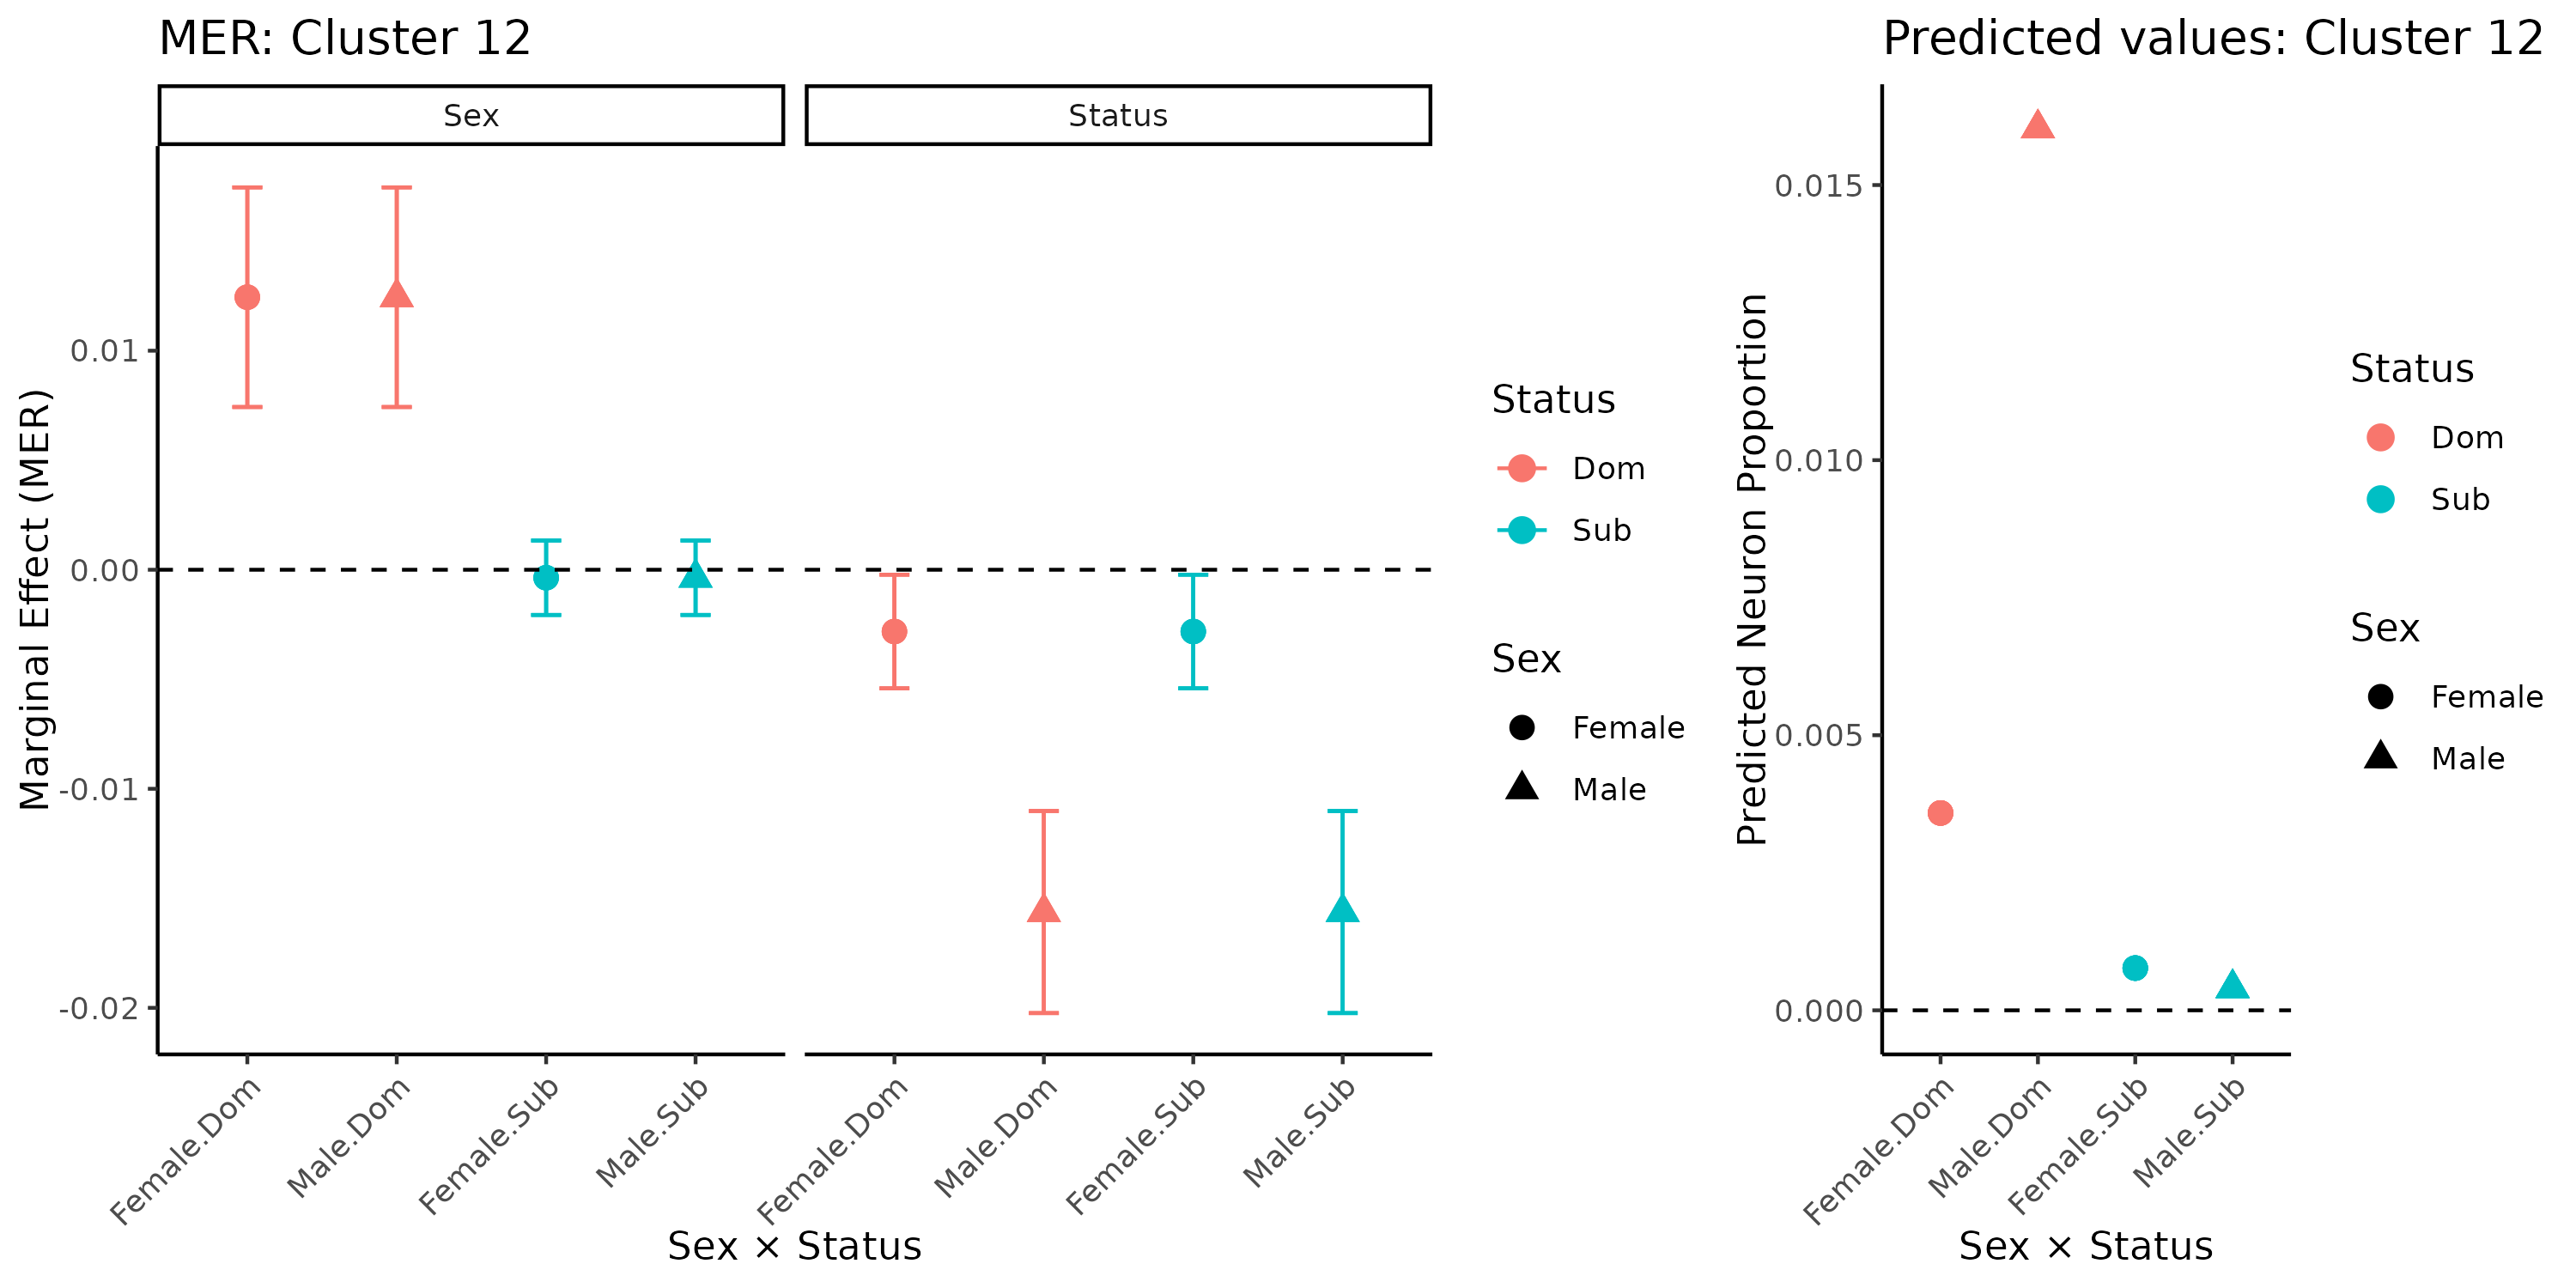 MER: Cluster 12
Sex
Status
Marginal Effect (MER)
0.01
0.00
-0.01
-0.02
Female.Dom
Male.Dom
Female.Sub
Male.Sub
Female.Dom
Male.Dom
Female.Sub
Male.Sub
Sex × Status
Status
Dom
Sub
Sex
Female
Male
Predicted values: Cluster 12
Predicted Neuron Proportion
0.015
0.010
0.005
0.000
Female.Dom
Male.Dom
Female.Sub
Male.Sub
Sex × Status
Status
Dom
Sub
Sex
Female
Male